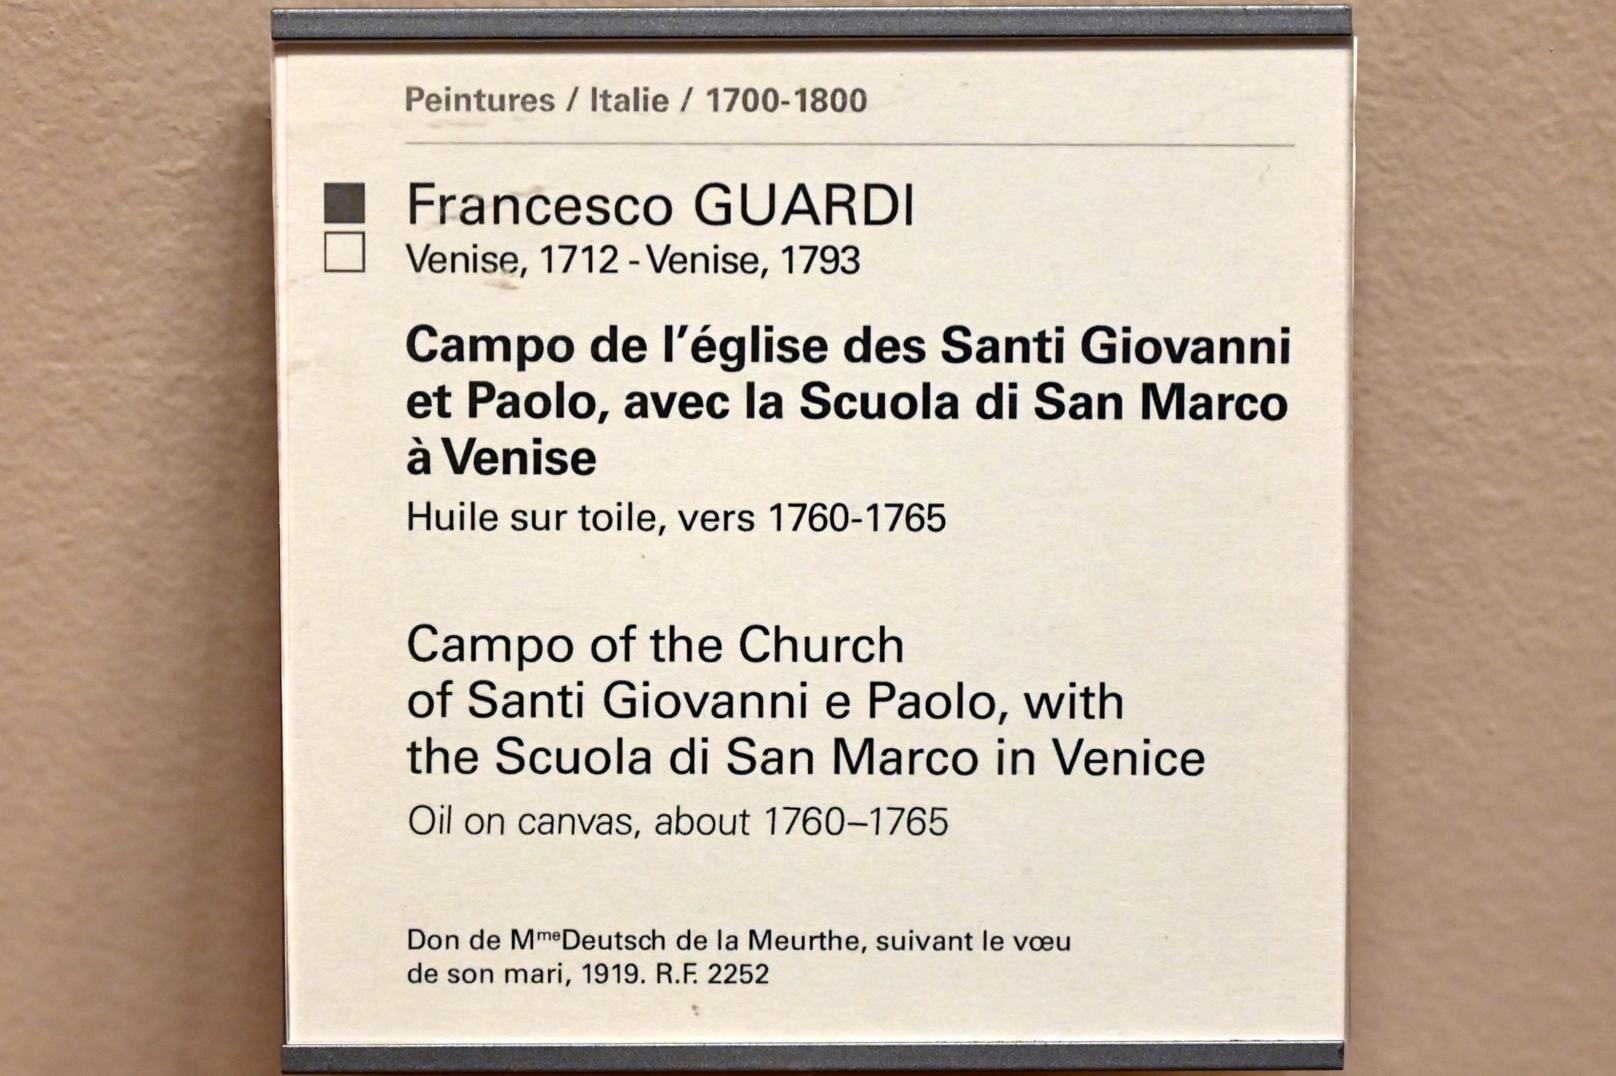 Peintures / Italie / 1700-1800
Francesco GUARDI
Venise, 1712 - Venise, 1793
Campo de l'église des Santi Giovanni
et Paolo, avec la Scuola di San Marco
à Venise
Huile sur toile, vers 1760-1765
Campo of the Church
of Santi Giovanni e Paolo, with
the Scuola di San Marco in Venice
Oil on canvas, about 1760–1765
Don de Mᵐᵉ Deutsch de la Meurthe, suivant le vœu
de son mari, 1919. R.F. 2252